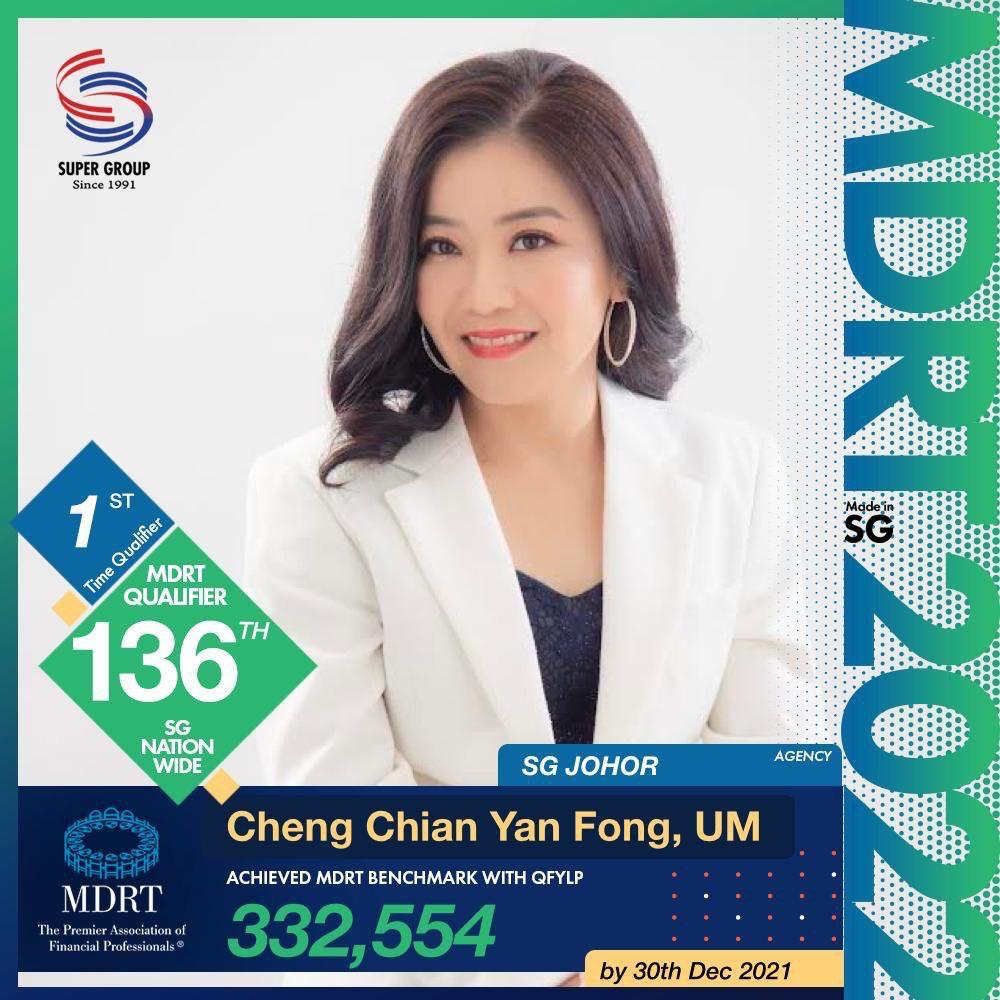 SUPER GROUP
Since 1991
MDRT 2022
Made in
SG
1ST
Time Qualifier
MDRT
QUALIFIER
136TH
SG
NATION
WIDE
SG JOHOR
AGENCY
Cheng Chian Yan Fong, UM
ACHIEVED MDRT BENCHMARK WITH QFYLP
332,554
by 30th Dec 2021
MDRT
The Premier Association of
Financial Professionals®